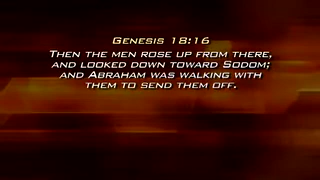 Genesis 18:16
Then the men rose up from there,
and looked down toward Sodom;
and Abraham was walking with
them to send them off.